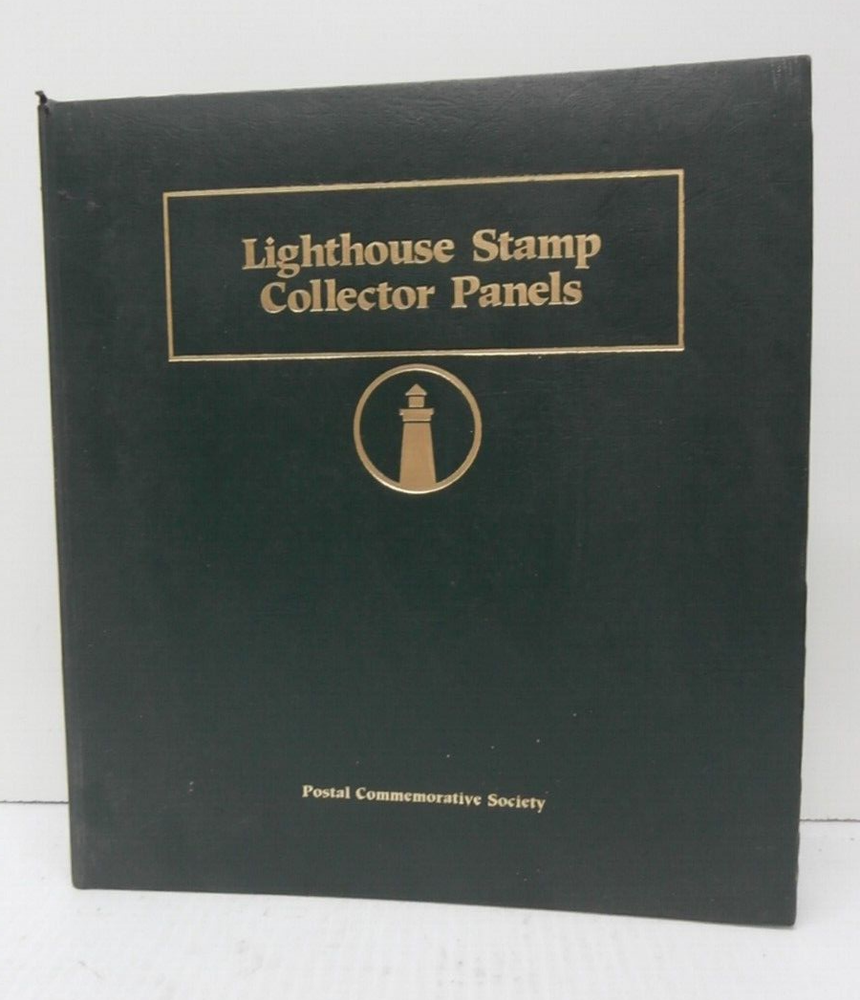 Lighthouse Stamp
Collector Panels
Postal Commemorative Society